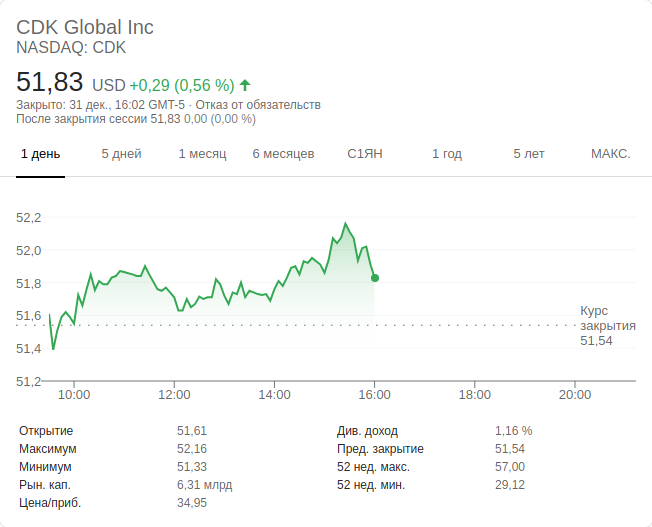 CDK Global Inc
NASDAQ: CDK
51,83 USD +0,29 (0,56 %)
Закрыто: 31 дек., 16:02 GMT-5 · Отказ от обязательств
После закрытия сессии 51,83 0,00 (0,00 %)
1 день 5 дней 1 месяц 6 месяцев С1ЯН 1 год 5 лет МАКС.
52,2
52,0
51,8
51,6
51,4
51,2
Курс
закрытия
51,54
10:00 12:00 14:00 16:00 18:00 20:00
Открытие 51,61 Див. доход 1,16 %
Максимум 52,16 Пред. закрытие 51,54
Минимум 51,33 52 нед. макс. 57,00
Рын. кап. 6,31 млрд 52 нед. мин. 29,12
Цена/приб. 34,95